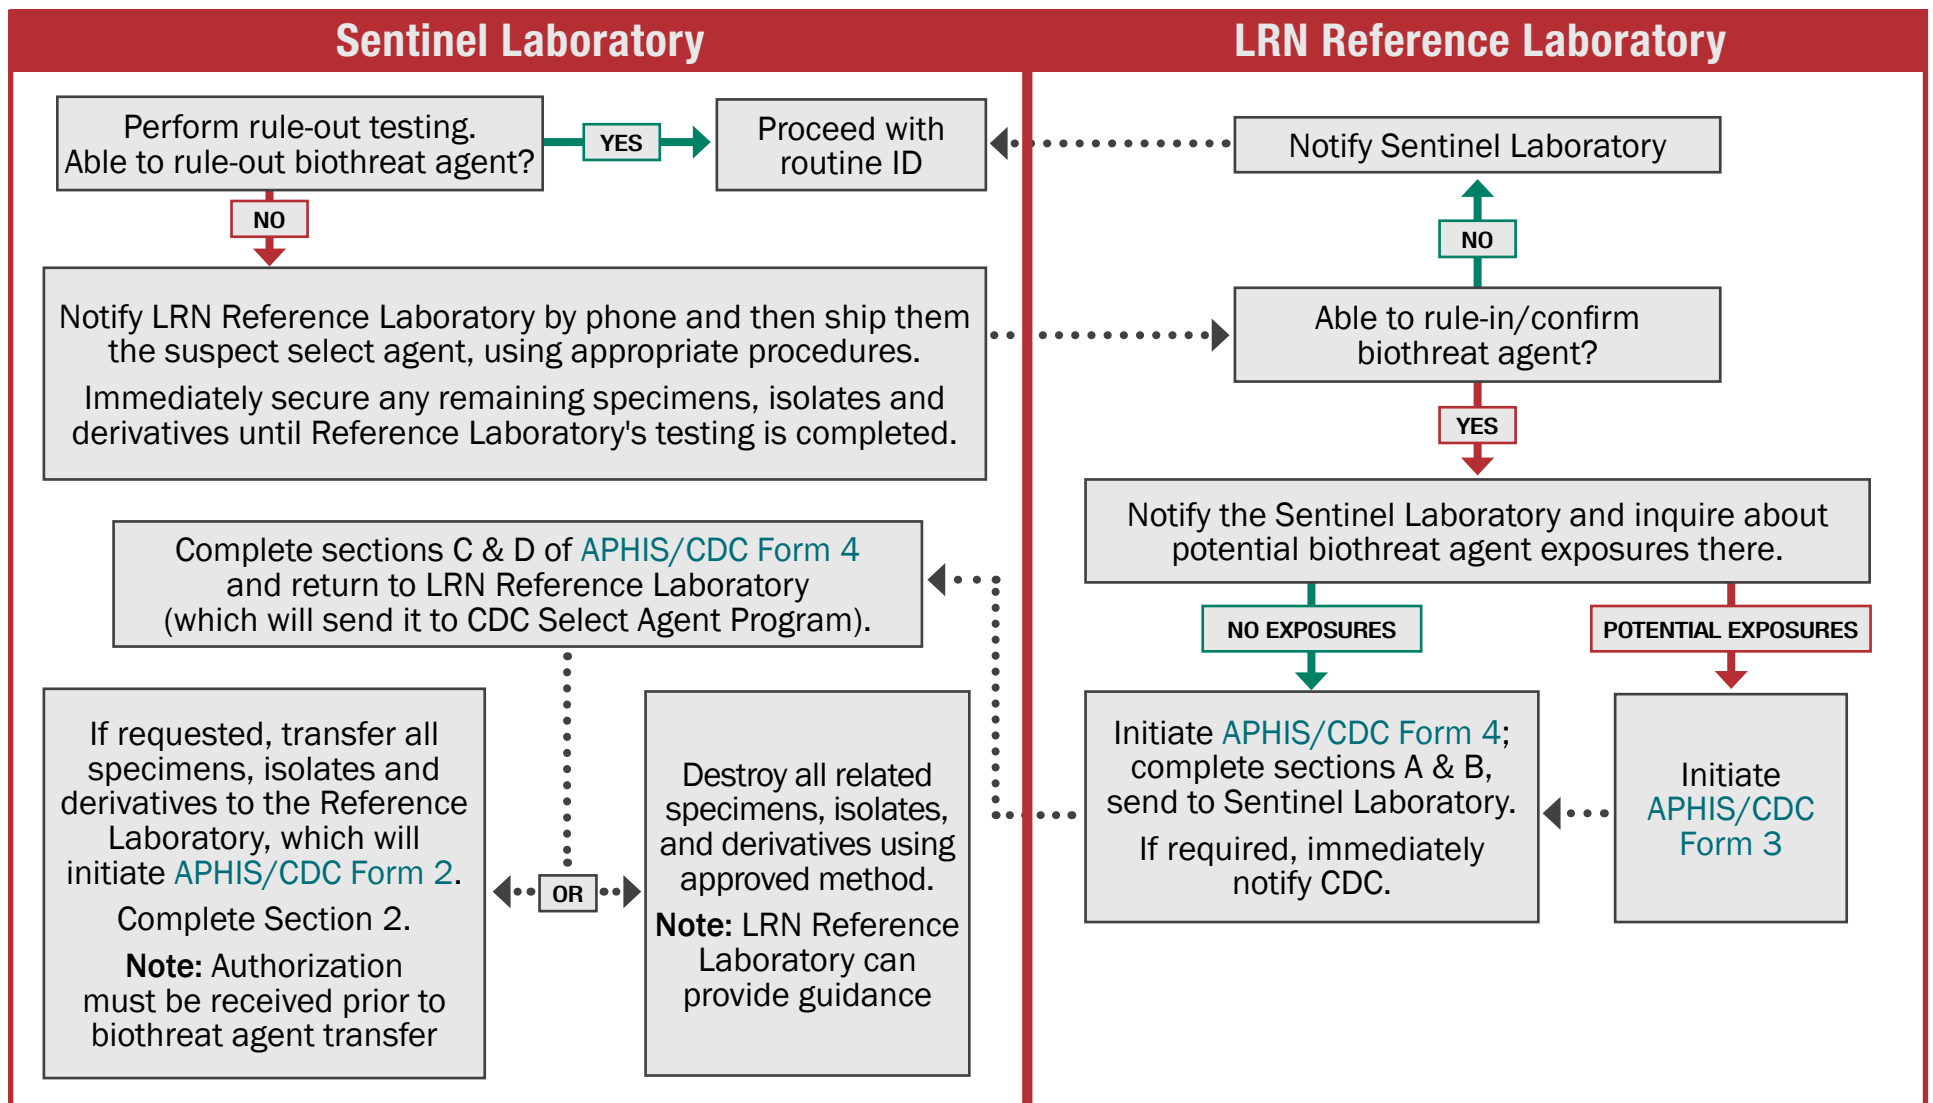 Sentinel Laboratory
Perform rule-out testing.
Able to rule-out biothreat agent?
YES
Proceed with
routine ID
NO
Notify LRN Reference Laboratory by phone and then ship them
the suspect select agent, using appropriate procedures.
Immediately secure any remaining specimens, isolates and
derivatives until Reference Laboratory's testing is completed.
Complete sections C & D of APHIS/CDC Form 4
and return to LRN Reference Laboratory
(which will send it to CDC Select Agent Program).
If requested, transfer all
specimens, isolates and
derivatives to the Reference
Laboratory, which will
initiate APHIS/CDC Form 2.
Complete Section 2.
Note: Authorization
must be received prior to
biothreat agent transfer
OR
Destroy all related
specimens, isolates,
and derivatives using
approved method.
Note: LRN Reference
Laboratory can
provide guidance
LRN Reference Laboratory
Notify Sentinel Laboratory
NO
Able to rule-in/confirm
biothreat agent?
YES
Notify the Sentinel Laboratory and inquire about
potential biothreat agent exposures there.
NO EXPOSURES
POTENTIAL EXPOSURES
Initiate APHIS/CDC Form 4;
complete sections A & B,
send to Sentinel Laboratory.
If required, immediately
notify CDC.
Initiate
APHIS/CDC
Form 3